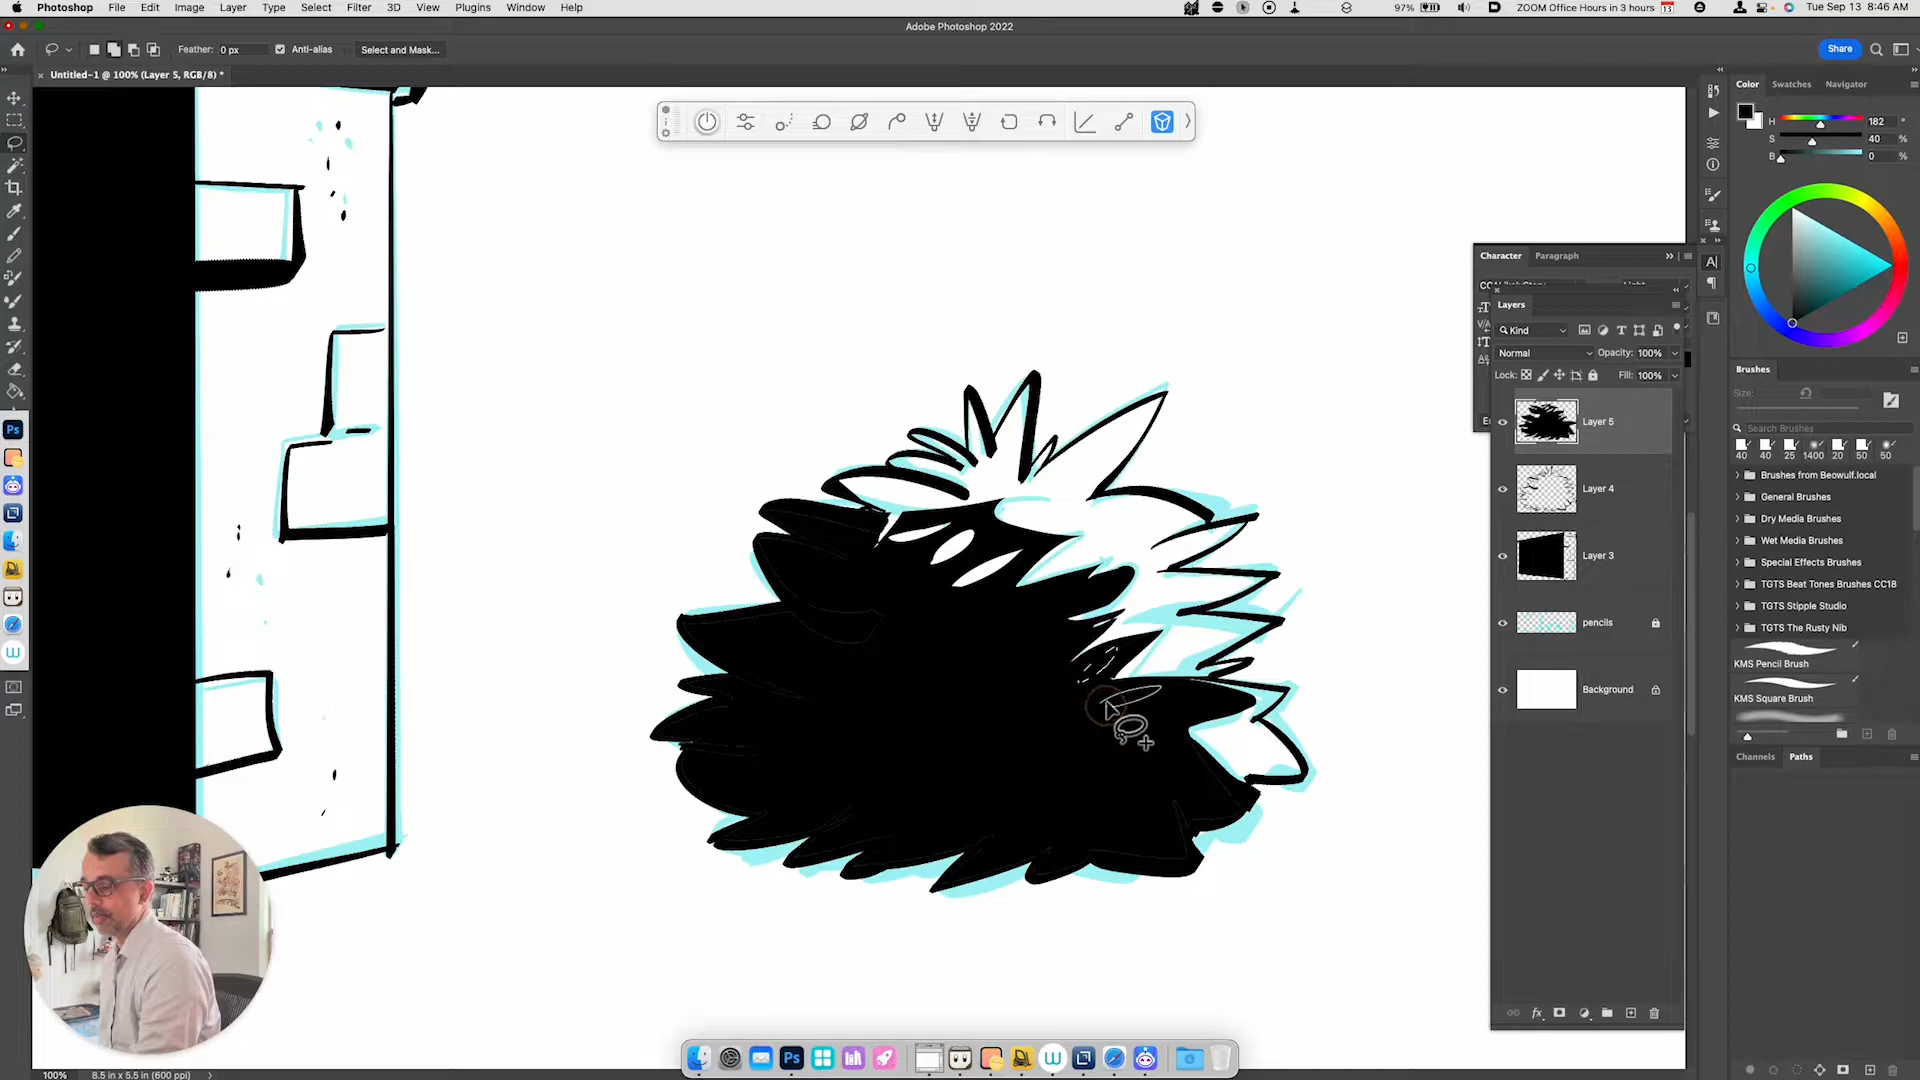 Photoshop File Edit Image Layer Type Select Filter 3D View Plugins Window Help
97% ZOOM Office Hours in 3 hours 13 Tue Sep 13 8:46 AM
Adobe Photoshop 2022
Feather: 0 px Anti-alias Select and Mask... Share
Untitled-1 @ 100% (Layer 5, RGB/8) *
Color Swatches Navigator
H 182 °
S 40 %
B 0 %
Character Paragraph
Layers
Kind
Normal Opacity: 100%
Lock: Fill: 100%
Layer 5
Layer 4
Layer 3
pencils
Background
Brushes
Size:
Search Brushes
40 40 25 1400 20 50 50
Brushes from Beowulf.local
General Brushes
Dry Media Brushes
Wet Media Brushes
Special Effects Brushes
TGTS Beat Tones Brushes CC18
TGTS Stipple Studio
TGTS The Rusty Nib
KMS Pencil Brush
KMS Square Brush
Channels Paths
Ps
W
fx
Ps
W
100% 8.5 in x 5.5 in (600 ppi)